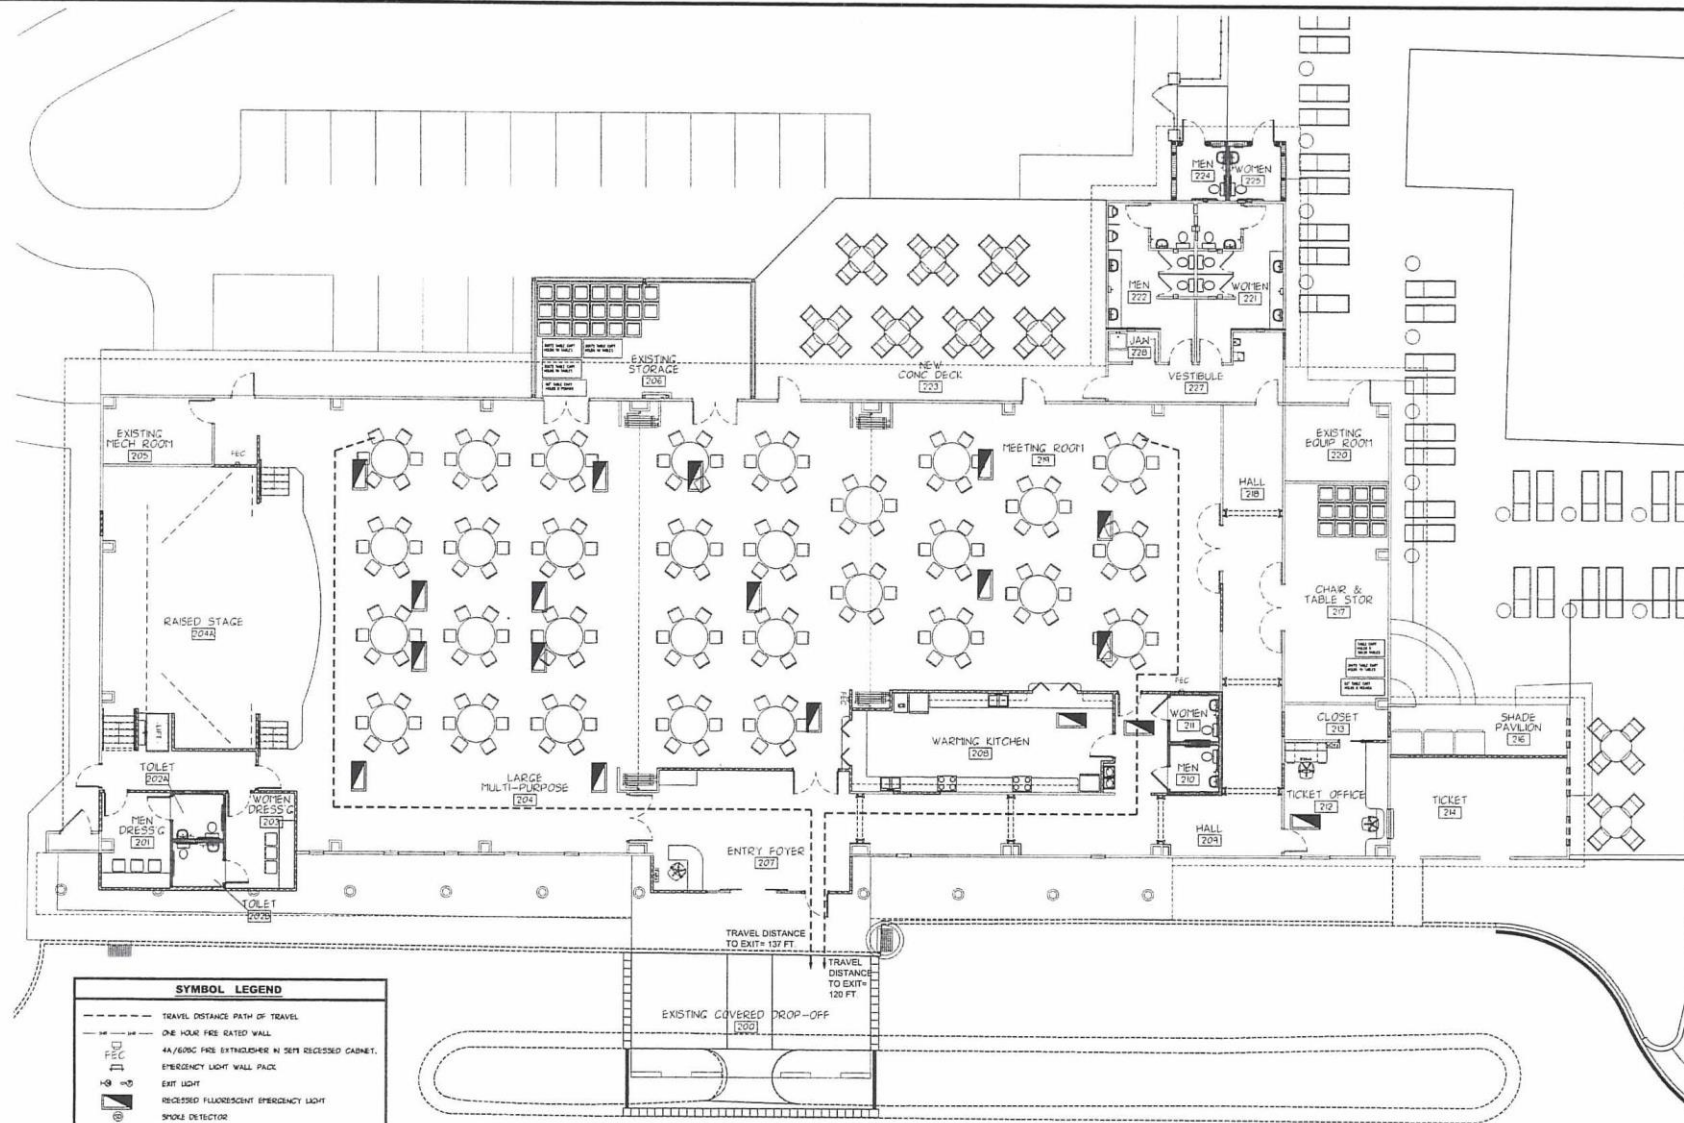 MEN
224
WOMEN
225
MEN
222
WOMEN
221
JAN
228
VESTIBULE
227
NEW
CONC DECK
223
EXISTING
STORAGE
206
EXISTING
MECH ROOM
205
FEC
MEETING ROOM
219
EXISTING
EQUIP ROOM
220
HALL
218
CHAIR &
TABLE STOR
217
RAISED STAGE
204A
LIFT
FEC
FEC
WOMEN
211
MEN
210
WARMING KITCHEN
208
CLOSET
213
SHADE
PAVILION
216
TOILET
202A
LARGE
MULTI-PURPOSE
204
WOMEN
DRESS'G
203
MEN
DRESS'G
201
TICKET OFFICE
212
TICKET
214
HALL
209
ENTRY FOYER
207
TOILET
202B
TRAVEL DISTANCE
TO EXIT= 137 FT
TRAVEL
DISTANCE
TO EXIT=
120 FT
EXISTING COVERED DROP-OFF
200
SYMBOL LEGEND
TRAVEL DISTANCE PATH OF TRAVEL
ONE HOUR FIRE RATED WALL
FEC
4A/60BC FIRE EXTINGUISHER IN SEMI RECESSED CABINET.
EMERGENCY LIGHT WALL PACK
EXIT LIGHT
RECESSED FLUORESCENT EMERGENCY LIGHT
SMOKE DETECTOR